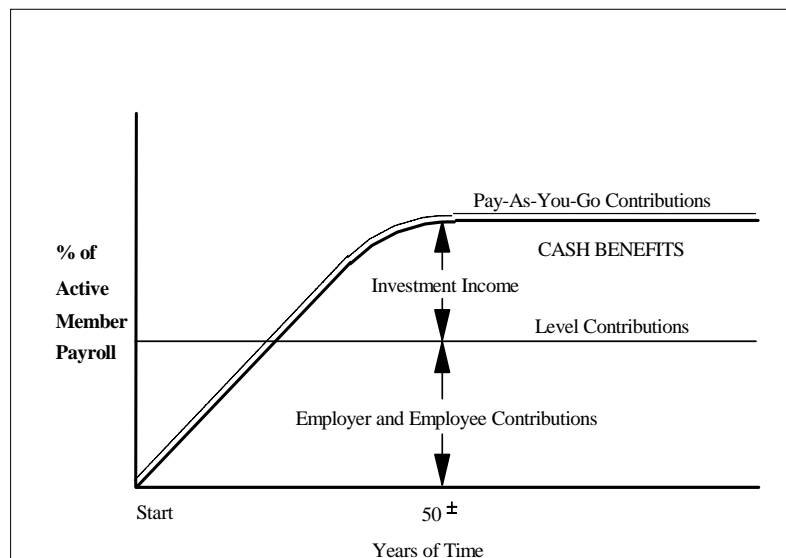 Pay-As-You-Go Contributions
% of
Active
Member
Payroll
CASH BENEFITS
Investment Income
Level Contributions
Employer and Employee Contributions
Start
50 ±
Years of Time